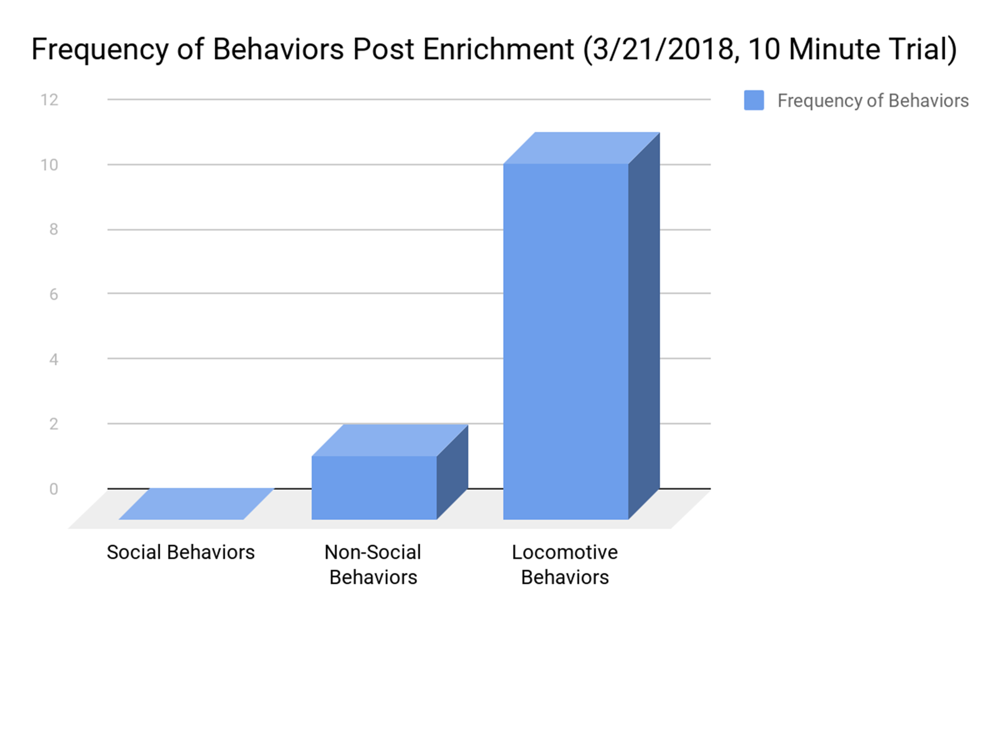 Frequency of Behaviors Post Enrichment (3/21/2018, 10 Minute Trial)
Frequency of Behaviors
12
10
8
6
4
2
0
Social Behaviors
Non-Social
Behaviors
Locomotive
Behaviors